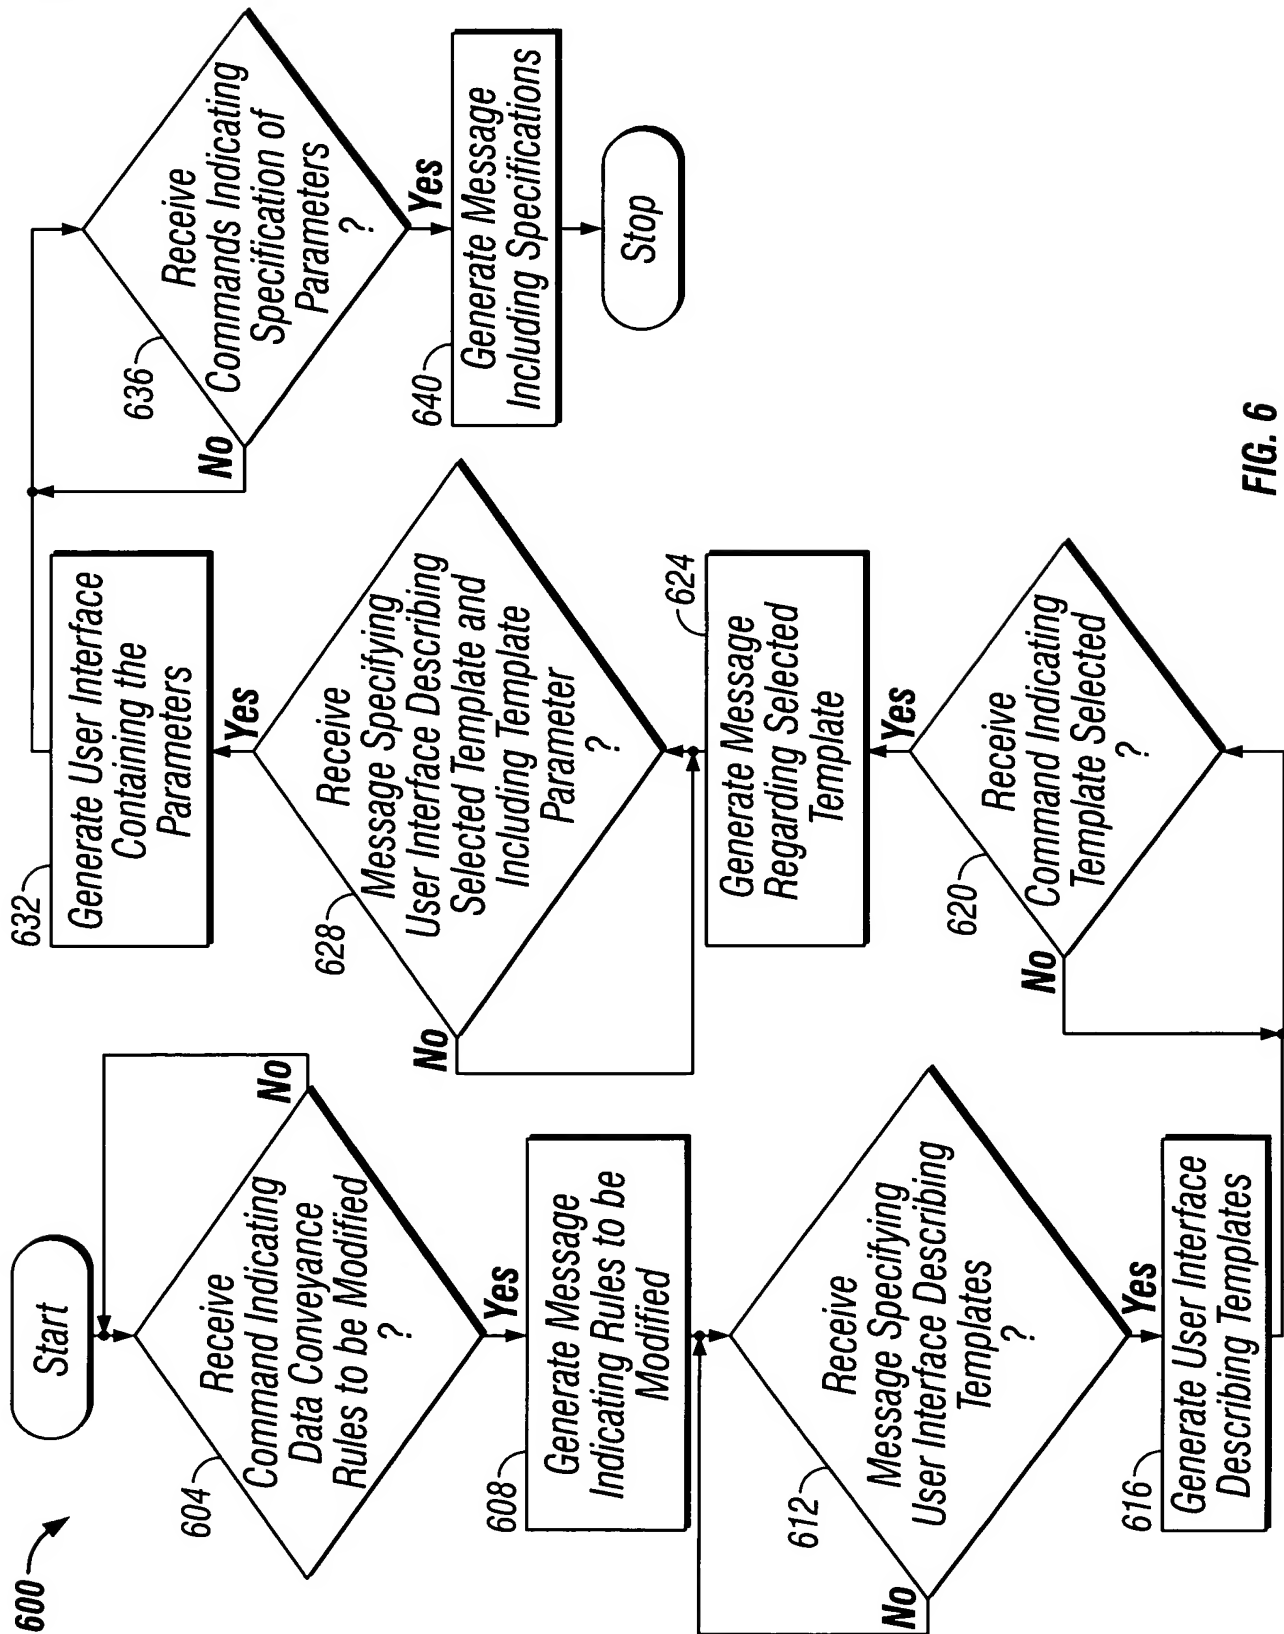 600
Start
604
Receive
Command Indicating
Data Conveyance
Rules to be Modified
?
No
Yes
608
Generate Message
Indicating Rules to be
Modified
612
Receive
Message Specifying
User Interface Describing
Templates
?
No
Yes
616
Generate User Interface
Describing Templates
620
Receive
Command Indicating
Template Selected
?
No
Yes
624
Generate Message
Regarding Selected
Template
628
Receive
Message Specifying
User Interface Describing
Selected Template and
Including Template
Parameter
?
No
Yes
632
Generate User Interface
Containing the
Parameters
636
Receive
Commands Indicating
Specification of
Parameters
?
No
Yes
640
Generate Message
Including Specifications
Stop
FIG. 6